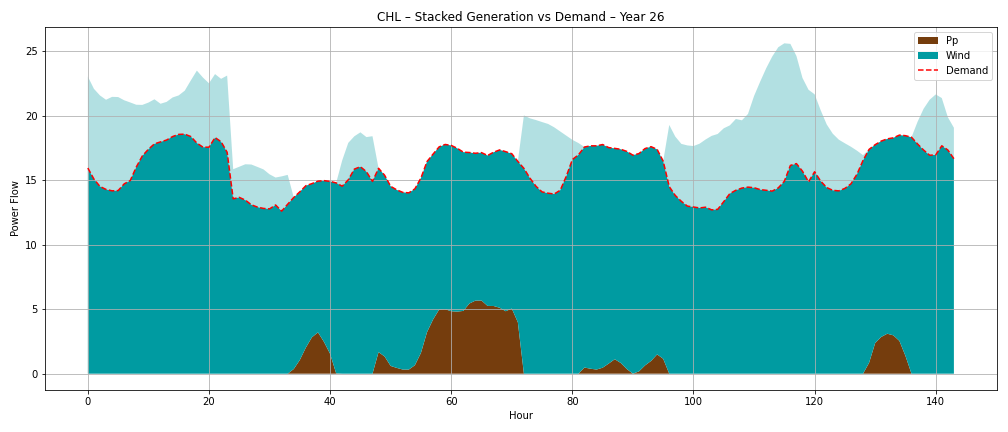 CHL – Stacked Generation vs Demand – Year 26
Pp
Wind
Demand
Power Flow
25
20
15
10
5
0
0 20 40 60 80 100 120 140
Hour